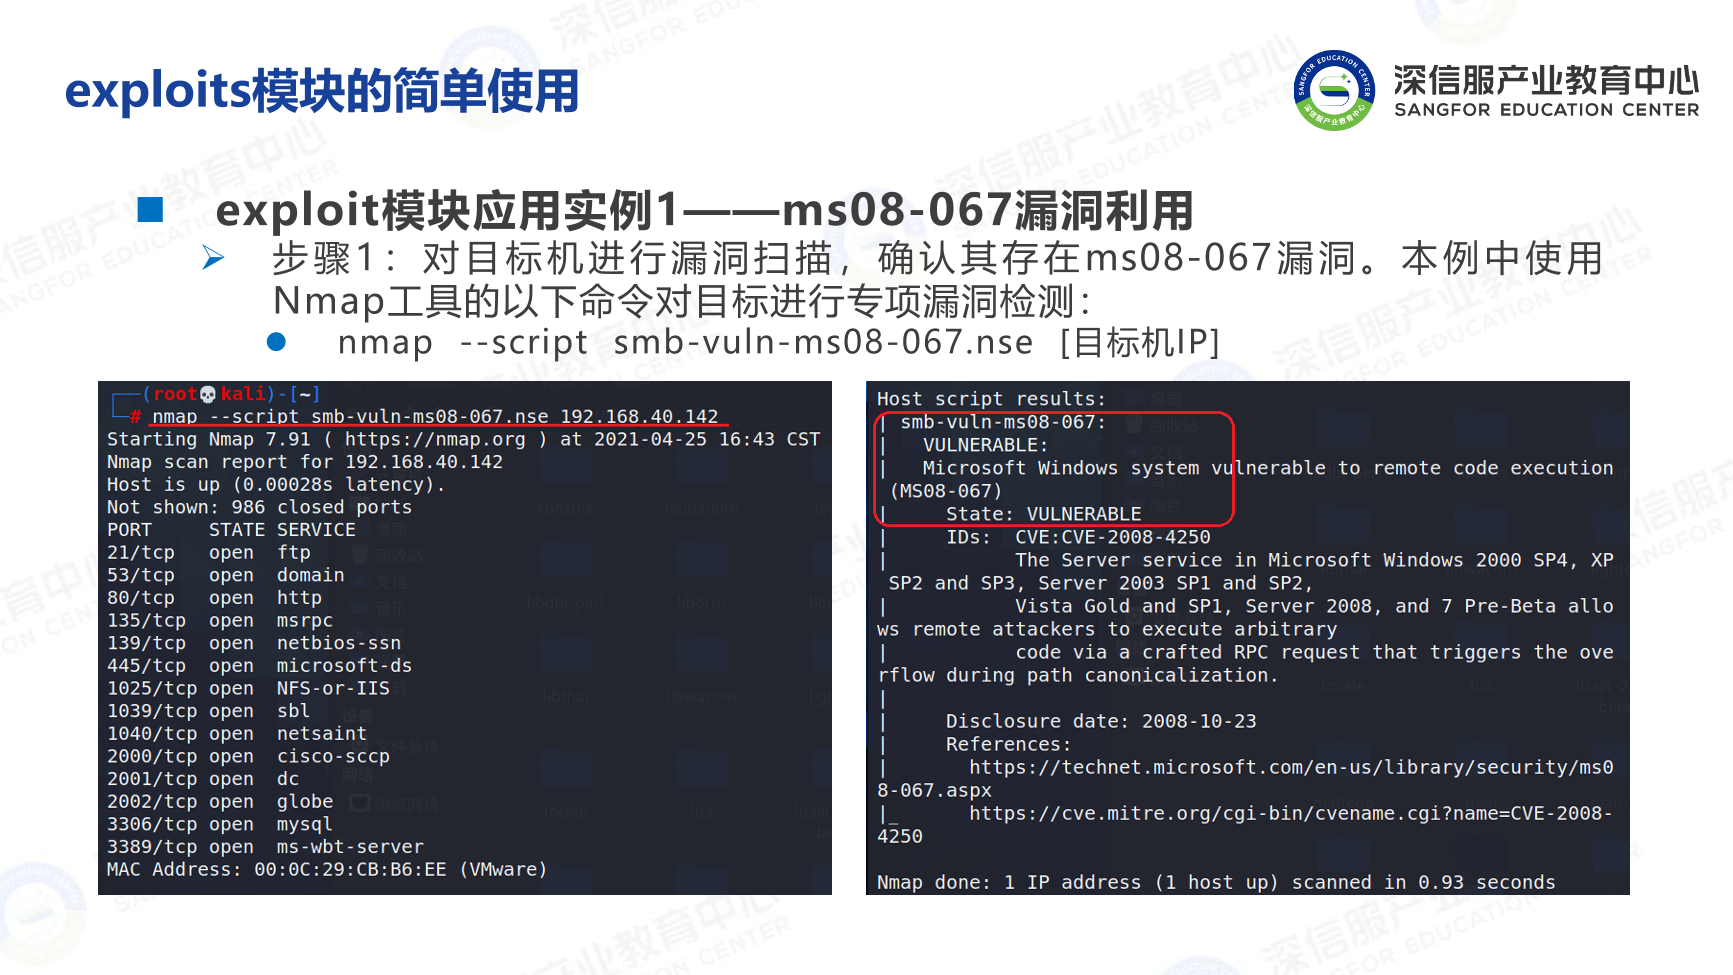 exploits模块的简单使用
深信服产业教育中心
SANGFOR EDUCATION CENTER
exploit模块应用实例1——ms08-067漏洞利用
步骤1：对目标机进行漏洞扫描，确认其存在ms08-067漏洞。本例中使用
Nmap工具的以下命令对目标进行专项漏洞检测：
nmap --script smb-vuln-ms08-067.nse [目标机IP]
(root💀kali)-[~]
# nmap --script smb-vuln-ms08-067.nse 192.168.40.142
Starting Nmap 7.91 ( https://nmap.org ) at 2021-04-25 16:43 CST
Nmap scan report for 192.168.40.142
Host is up (0.00028s latency).
Not shown: 986 closed ports
PORT     STATE SERVICE
21/tcp   open  ftp
53/tcp   open  domain
80/tcp   open  http
135/tcp  open  msrpc
139/tcp  open  netbios-ssn
445/tcp  open  microsoft-ds
1025/tcp open  NFS-or-IIS
1039/tcp open  sbl
1040/tcp open  netsaint
2000/tcp open  cisco-sccp
2001/tcp open  dc
2002/tcp open  globe
3306/tcp open  mysql
3389/tcp open  ms-wbt-server
MAC Address: 00:0C:29:CB:B6:EE (VMware)
Host script results:
| smb-vuln-ms08-067:
|   VULNERABLE:
|   Microsoft Windows system vulnerable to remote code execution
 (MS08-067)
|     State: VULNERABLE
|     IDs:  CVE:CVE-2008-4250
|           The Server service in Microsoft Windows 2000 SP4, XP
 SP2 and SP3, Server 2003 SP1 and SP2,
|           Vista Gold and SP1, Server 2008, and 7 Pre-Beta allo
ws remote attackers to execute arbitrary
|           code via a crafted RPC request that triggers the ove
rflow during path canonicalization.
|
|     Disclosure date: 2008-10-23
|     References:
|       https://technet.microsoft.com/en-us/library/security/ms0
8-067.aspx
|_      https://cve.mitre.org/cgi-bin/cvename.cgi?name=CVE-2008-
4250
Nmap done: 1 IP address (1 host up) scanned in 0.93 seconds